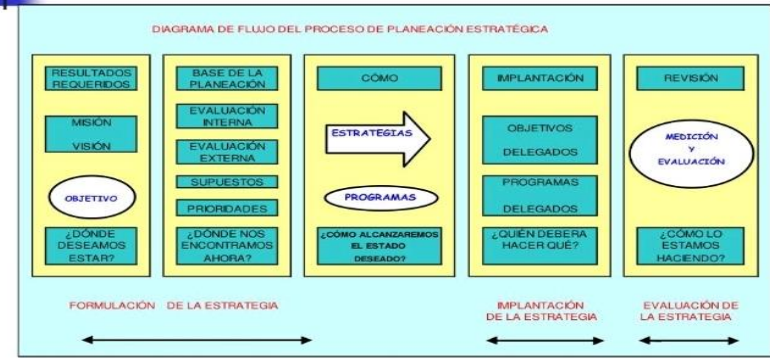 DIAGRAMA DE FLUJO DEL PROCESO DE PLANEACIÓN ESTRATÉGICA
RESULTADOS
REQUERIDOS
MISIÓN
VISIÓN
OBJETIVO
¿DÓNDE
DESEAMOS
ESTAR?
BASE DE LA
PLANEACIÓN
EVALUACIÓN
INTERNA
EVALUACIÓN
EXTERNA
SUPUESTOS
PRIORIDADES
¿DÓNDE NOS
ENCONTRAMOS
AHORA?
CÓMO
ESTRATEGIAS
PROGRAMAS
¿CÓMO ALCANZAREMOS
EL ESTADO
DESEADO?
IMPLANTACIÓN
OBJETIVOS
DELEGADOS
PROGRAMAS
DELEGADOS
¿QUIÉN DEBERA
HACER QUÉ?
REVISIÓN
MEDICIÓN
Y
EVALUACIÓN
¿CÓMO LO
ESTAMOS
HACIENDO?
FORMULACIÓN DE LA ESTRATEGIA
IMPLANTACIÓN
DE LA ESTRATEGIA
EVALUACIÓN DE
LA ESTRATEGIA